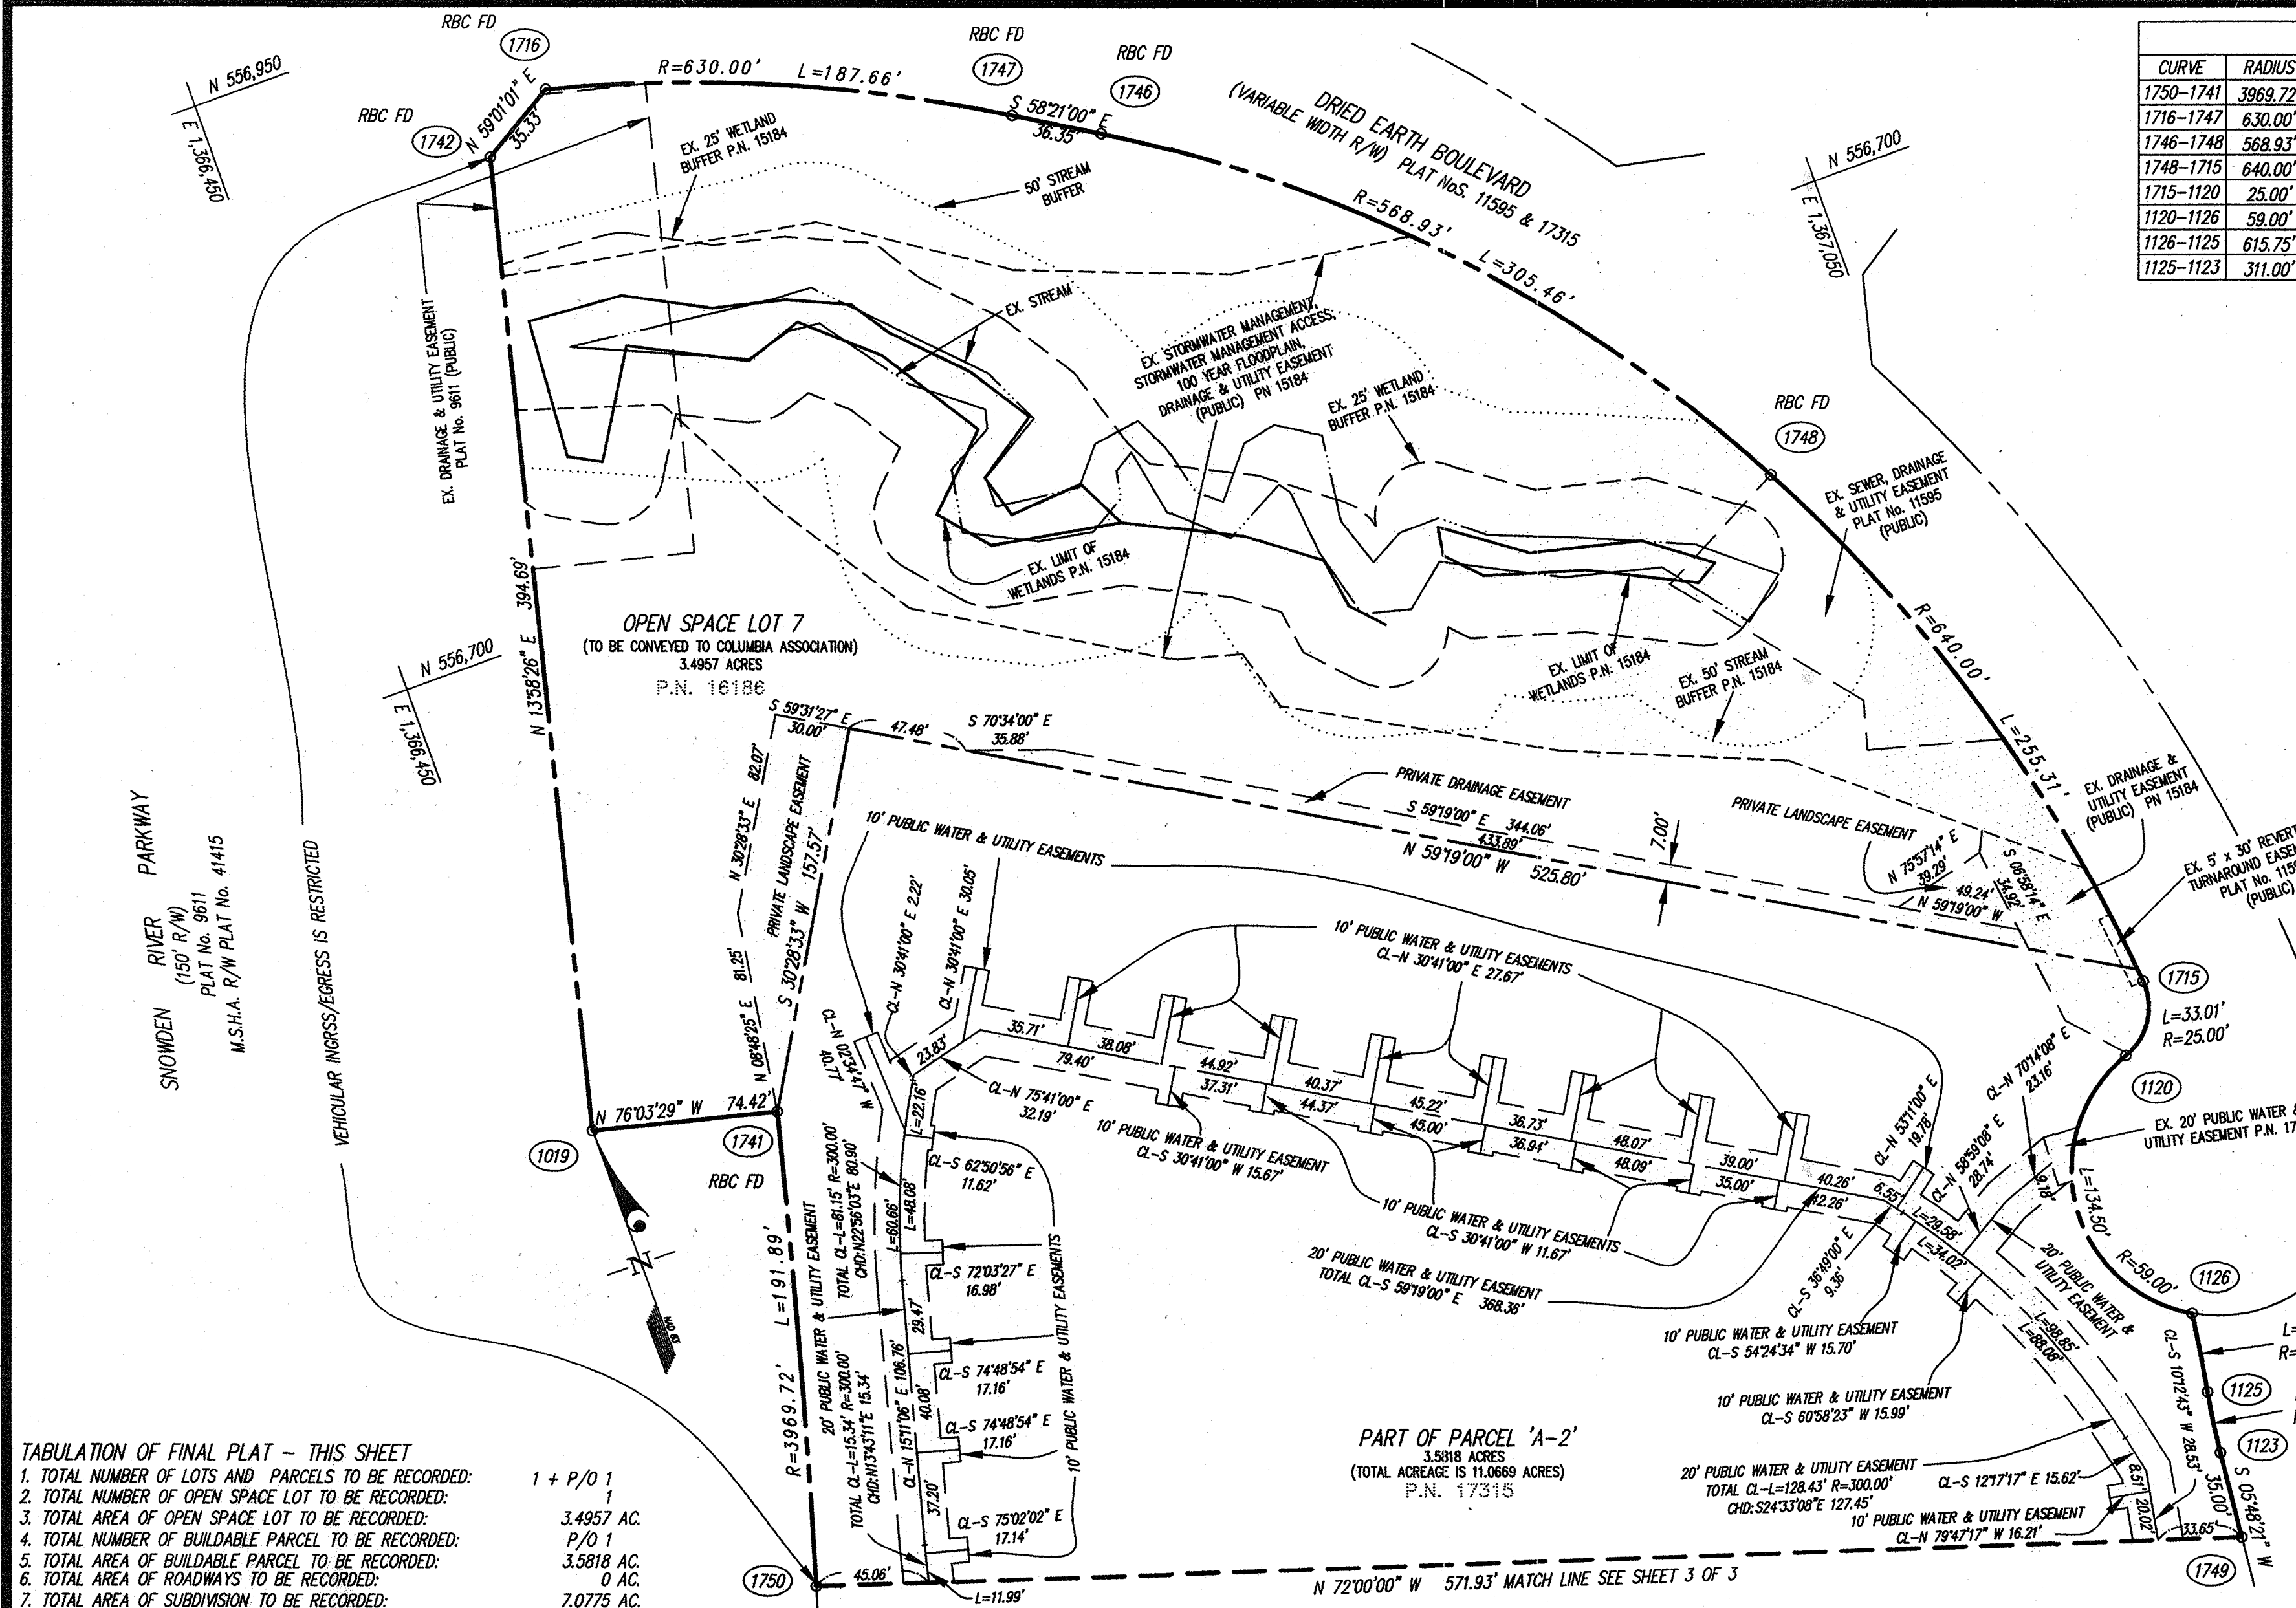 RBC FD
1716
N 556,950
E 1,366,450
RBC FD
1742
N 59°01'01" E
35.33'
R=630.00' L=187.66'
RBC FD
1747
S 58°21'00" E
36.35'
RBC FD
1746
DRIED EARTH BOULEVARD
(VARIABLE WIDTH R/W) PLAT NoS. 11595 & 17315
N 556,700
E 1,367,050
CURVE RADIUS
1750-1741 3969.72
1716-1747 630.00'
1746-1748 568.93'
1748-1715 640.00'
1715-1120 25.00'
1120-1126 59.00'
1126-1125 615.75'
1125-1123 311.00'
EX. 25' WETLAND
BUFFER P.N. 15184
50' STREAM
BUFFER
R=568.93' L=305.46'
EX. DRAINAGE & UTILITY EASEMENT
PLAT No. 9611 (PUBLIC)
EX. STREAM
EX. STORMWATER MANAGEMENT,
STORMWATER MANAGEMENT ACCESS,
100 YEAR FLOODPLAIN,
DRAINAGE & UTILITY EASEMENT
(PUBLIC) PN 15184
EX. 25' WETLAND
BUFFER P.N. 15184
RBC FD
1748
EX. SEWER, DRAINAGE
& UTILITY EASEMENT
PLAT No. 11595
(PUBLIC)
EX. LIMIT OF
WETLANDS P.N. 15184
N 13°58'26" E 394.69'
OPEN SPACE LOT 7
(TO BE CONVEYED TO COLUMBIA ASSOCIATION)
3.4957 ACRES
P.N. 16186
N 556,700
E 1,366,450
EX. LIMIT OF
WETLANDS P.N. 15184
EX. 50' STREAM
BUFFER P.N. 15184
R=640.00' L=255.31'
S 59°31'27" E
30.00'
47.48'
S 70°34'00" E
35.88'
PRIVATE DRAINAGE EASEMENT
S 59°19'00" E 344.06'
433.89'
N 59°19'00" W 525.80'
7.00'
PRIVATE LANDSCAPE EASEMENT
N 75°57'14" E
39.29'
S 06°58'14" E
34.92'
49.24'
N 59°19'00" W
EX. DRAINAGE &
UTILITY EASEMENT
(PUBLIC) PN 15184
EX. 5' x 30' REVERT
TURNAROUND EASEM
PLAT No. 1159
(PUBLIC)
1715
L=33.01'
R=25.00'
1120
SNOWDEN RIVER PARKWAY
(150' R/W)
PLAT No. 9611
M.S.H.A. R/W PLAT No. 41415
VEHICULAR INGRSS/EGRESS IS RESTRICTED
N 08°48'25" E 81.25'
N 30°28'33" E 82.07'
PRIVATE LANDSCAPE EASEMENT
S 30°28'33" W 157.57'
10' PUBLIC WATER & UTILITY EASEMENTS
CL-N 30°41'00" E 2.22'
CL-N 30°41'00" E 30.05'
CL-N 02°34'47" W
40.77'
10' PUBLIC WATER & UTILITY EASEMENTS
CL-N 30°41'00" E 27.67'
23.83'
35.71'
79.40'
38.08'
44.92'
37.31'
40.37'
44.37'
45.22'
45.00'
36.73'
36.94'
48.07'
48.09'
39.00'
35.00'
40.26'
42.26'
6.55'
CL-N 75°41'00" E
32.19'
10' PUBLIC WATER & UTILITY EASEMENT
CL-S 30°41'00" W 15.67'
10' PUBLIC WATER & UTILITY EASEMENTS
CL-S 30°41'00" W 11.67'
20' PUBLIC WATER & UTILITY EASEMENT
TOTAL CL-S 59°19'00" E 368.36'
CL-N 53°11'00" E
19.78'
CL-N 70°14'08" E
23.16'
CL-N 58°59'08" E
28.74'
9.18'
EX. 20' PUBLIC WATER &
UTILITY EASEMENT P.N. 17
L=29.58'
L=34.02'
CL-S 36°49'00" E
9.36'
20' PUBLIC WATER &
UTILITY EASEMENT
L=134.50' R=59.00'
1126
1125
1123
L=
R=
L=98.85'
L=88.08'
CL-S 10°12'43" W 28.53'
S 05°48'21" W
35.00'
N 76°03'29" W 74.42'
1019
1741
RBC FD
N
NAD 83
R=3969.72' L=191.89'
20' PUBLIC WATER & UTILITY EASEMENT
TOTAL CL-L=81.15' R=300.00'
CHD:N22°56'03"E 80.90'
TOTAL CL-L=15.34' R=300.00'
CHD:N13°43'11"E 15.34'
L=22.16'
L=60.66'
L=48.08'
29.47'
CL-N 15°11'06" E 106.76'
40.08'
37.20'
CL-S 62°50'56" E
11.62'
CL-S 72°03'27" E
16.98'
CL-S 74°48'54" E
17.16'
CL-S 74°48'54" E
17.16'
CL-S 75°02'02" E
17.14'
10' PUBLIC WATER & UTILITY EASEMENTS
10' PUBLIC WATER & UTILITY EASEMENT
CL-S 54°24'34" W 15.70'
10' PUBLIC WATER & UTILITY EASEMENT
CL-S 60°58'23" W 15.99'
PART OF PARCEL 'A-2'
3.5818 ACRES
(TOTAL ACREAGE IS 11.0669 ACRES)
P.N. 17315
20' PUBLIC WATER & UTILITY EASEMENT
TOTAL CL-L=128.43' R=300.00'
CHD:S24°33'08"E 127.45'
CL-S 12°17'17" E 15.62'
10' PUBLIC WATER & UTILITY EASEMENT
CL-N 79°47'17" W 16.21'
8.51'
20.02'
33.65'
1749
1750
45.06'
L=11.99'
N 72°00'00" W 571.93' MATCH LINE SEE SHEET 3 OF 3
TABULATION OF FINAL PLAT - THIS SHEET
1. TOTAL NUMBER OF LOTS AND PARCELS TO BE RECORDED: 1 + P/O 1
2. TOTAL NUMBER OF OPEN SPACE LOT TO BE RECORDED: 1
3. TOTAL AREA OF OPEN SPACE LOT TO BE RECORDED: 3.4957 AC.
4. TOTAL NUMBER OF BUILDABLE PARCEL TO BE RECORDED: P/O 1
5. TOTAL AREA OF BUILDABLE PARCEL TO BE RECORDED: 3.5818 AC.
6. TOTAL AREA OF ROADWAYS TO BE RECORDED: 0 AC.
7. TOTAL AREA OF SUBDIVISION TO BE RECORDED: 7.0775 AC.